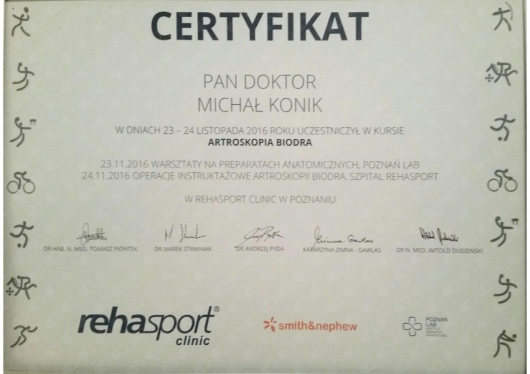 CERTYFIKAT
PAN DOKTOR
MICHAŁ KONIK
W DNIACH 23 – 24 LISTOPADA 2016 ROKU UCZESTNICZYŁ W KURSIE
ARTROSKOPIA BIODRA
23.11.2016 WARSZTATY NA PREPARATACH ANATOMICZNYCH, POZNAŃ LAB
24.11.2016 OPERACJE INSTRUKTAŻOWE ARTROSKOPII BIODRA, SZPITAL REHASPORT
W REHASPORT CLINIC W POZNANIU
DR HAB. N. MED. TOMASZ PIONTEK
DR MAREK STAWNIAK
DR ANDRZEJ PYDA
KATARZYNA ZIMNA - GAWLAS
DR N. MED. WITOLD DUDZIŃSKI
rehasport®
clinic
smith&nephew
POZNAŃ
LAB